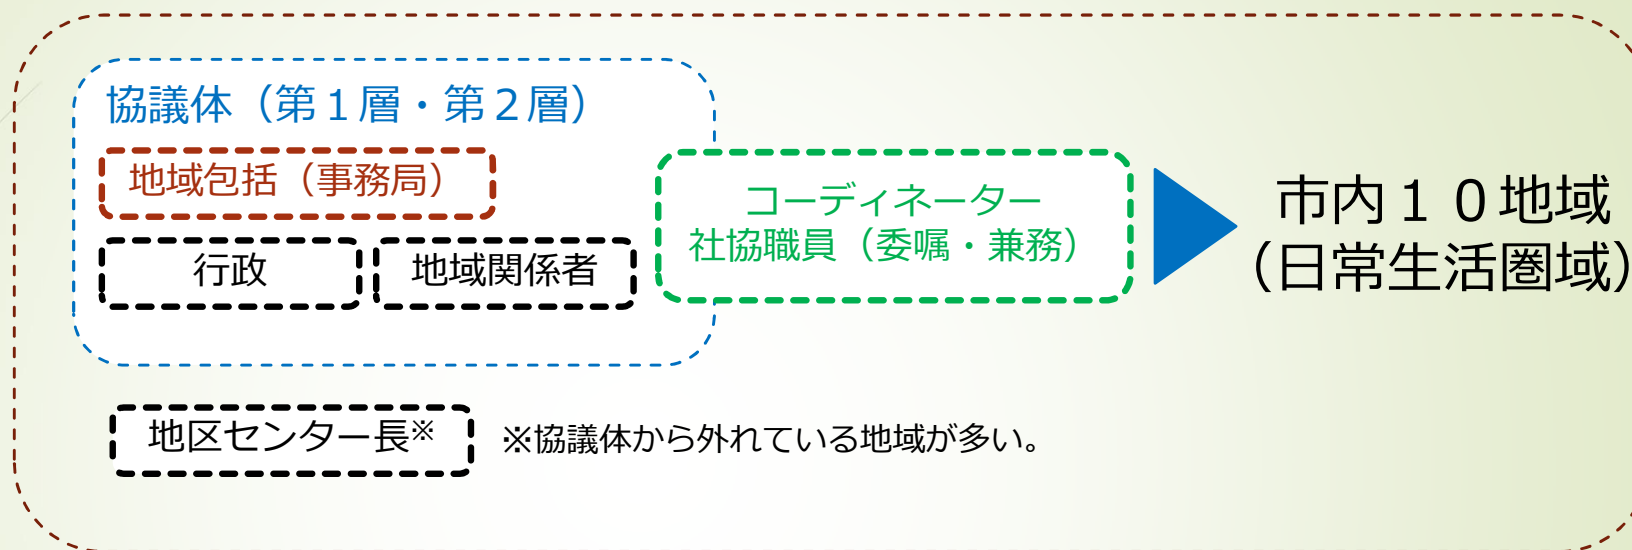 協議体（第１層・第２層）
地域包括（事務局）
行政
地域関係者
コーディネーター
社協職員（委嘱・兼務）
市内１０地域
（日常生活圏域）
地区センター長※
※協議体から外れている地域が多い。